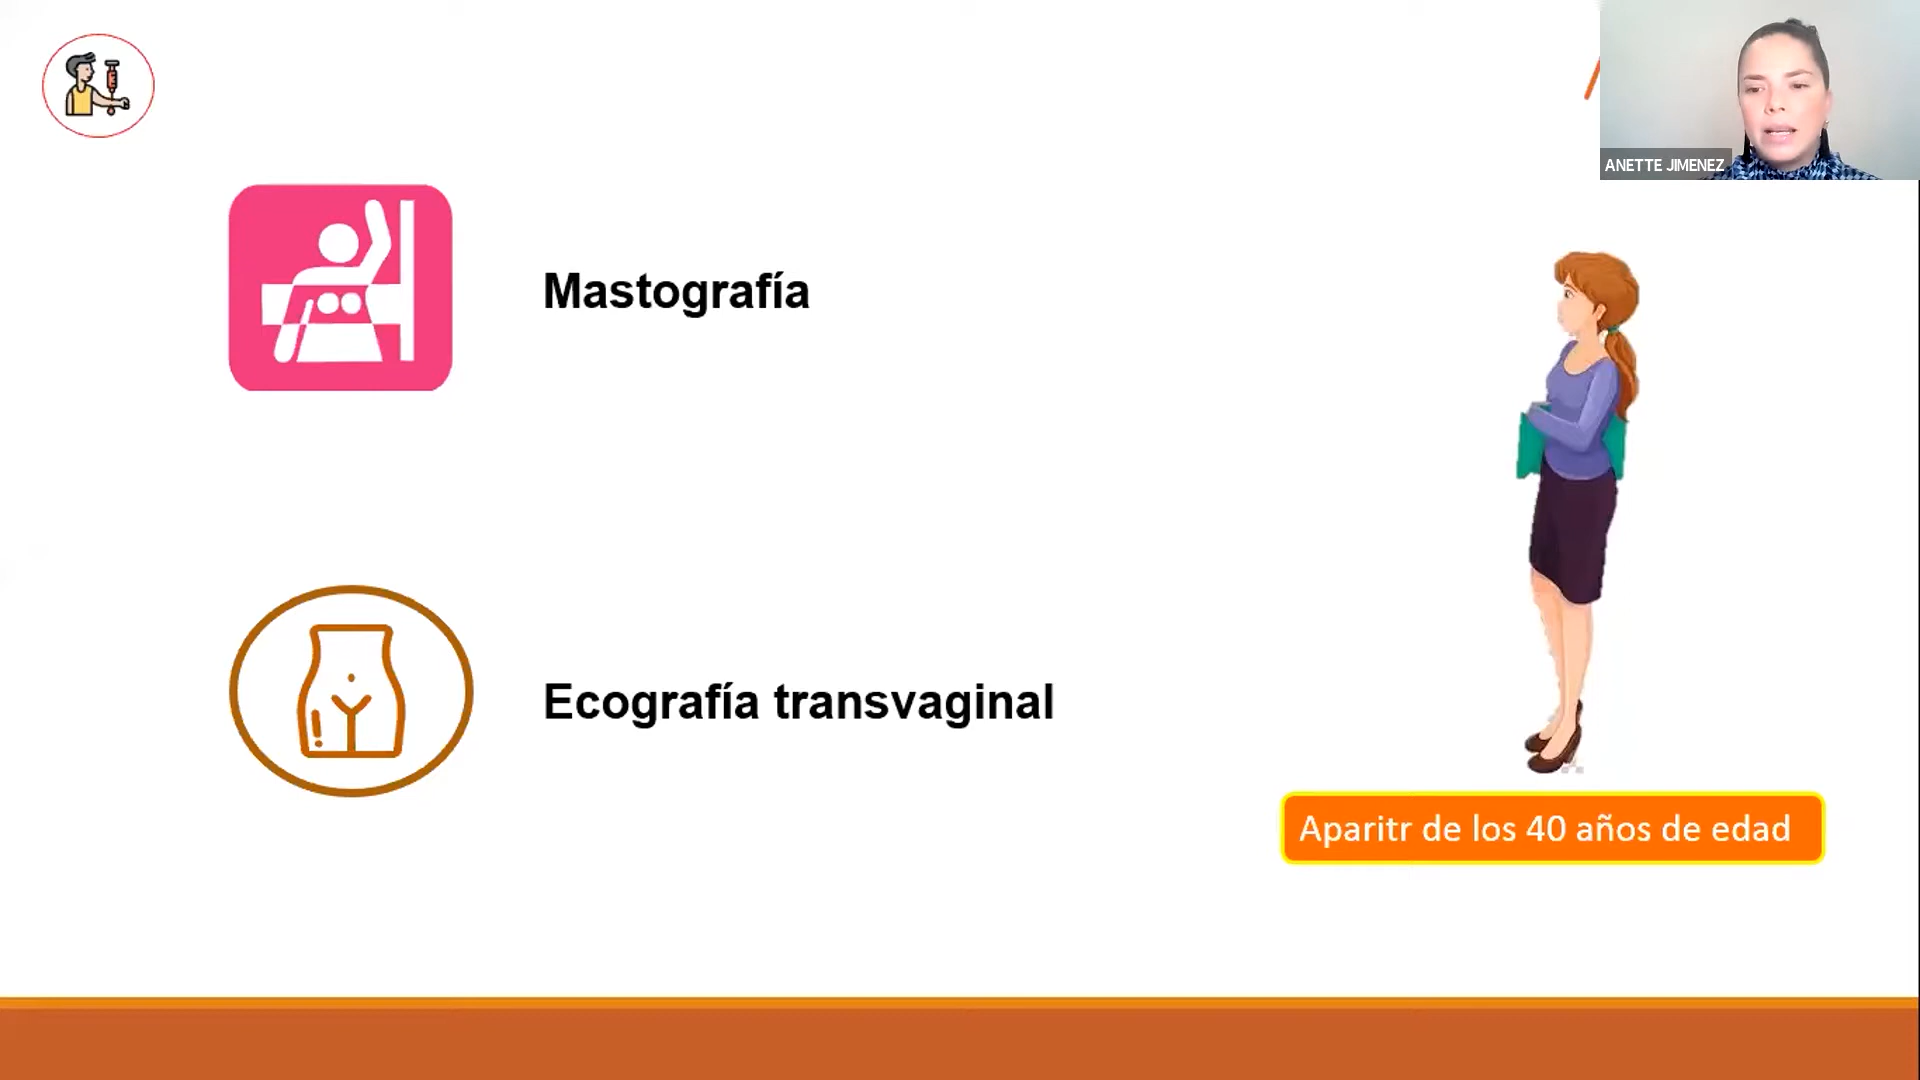 ANETTE JIMENEZ
Mastografía
Ecografía transvaginal
Aparitr de los 40 años de edad